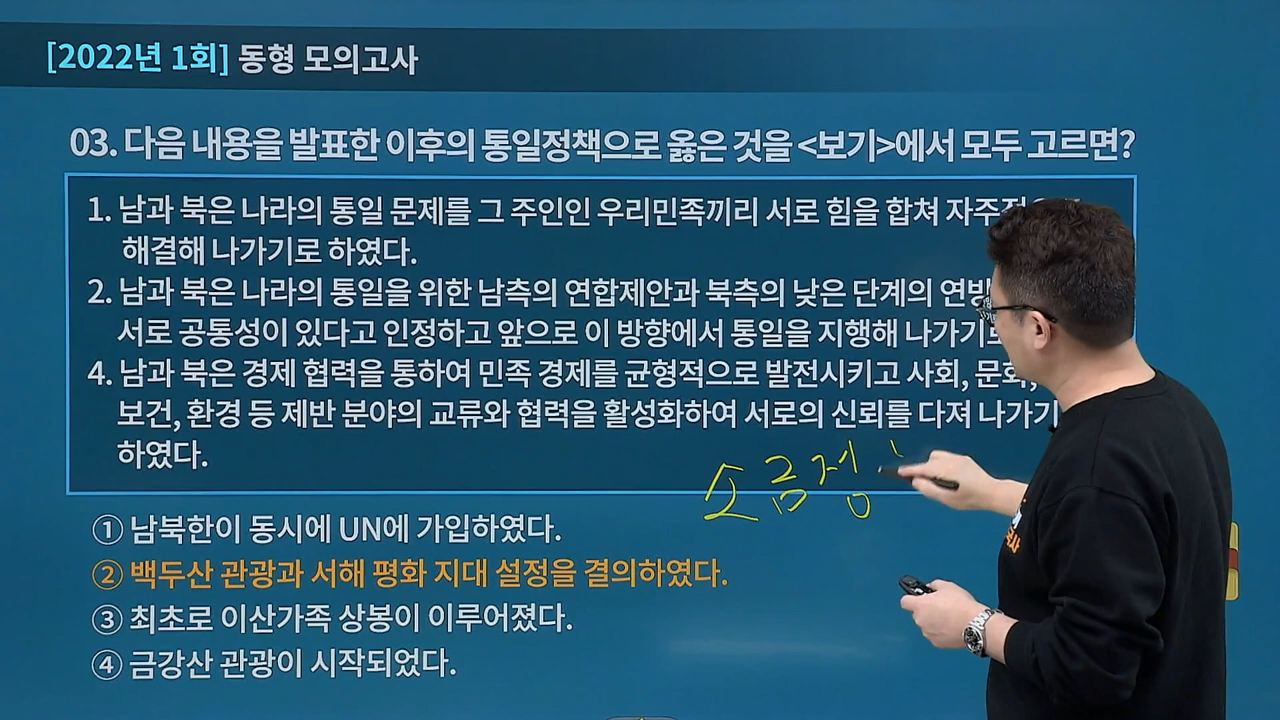 [2022년 1회] 동형 모의고사
03. 다음 내용을 발표한 이후의 통일정책으로 옳은 것을 <보기>에서 모두 고르면?
1. 남과 북은 나라의 통일 문제를 그 주인인 우리민족끼리 서로 힘을 합쳐
해결해 나가기로 하였다.
2. 남과 북은 나라의 통일을 위한 남측의 연합제안과 북측의 낮은 단계의
서로 공통성이 있다고 인정하고 앞으로 이 방향에서 통일을 지행해
4. 남과 북은 경제 협력을 통하여 민족 경제를 균형적으로 발전시키고 사회, 문화,
보건, 환경 등 제반 분야의 교류와 협력을 활성화하여 서로의 신뢰를 다져 나가기
하였다.
① 남북한이 동시에 UN에 가입하였다.
② 백두산 관광과 서해 평화 지대 설정을 결의하였다.
③ 최초로 이산가족 상봉이 이루어졌다.
④ 금강산 관광이 시작되었다.